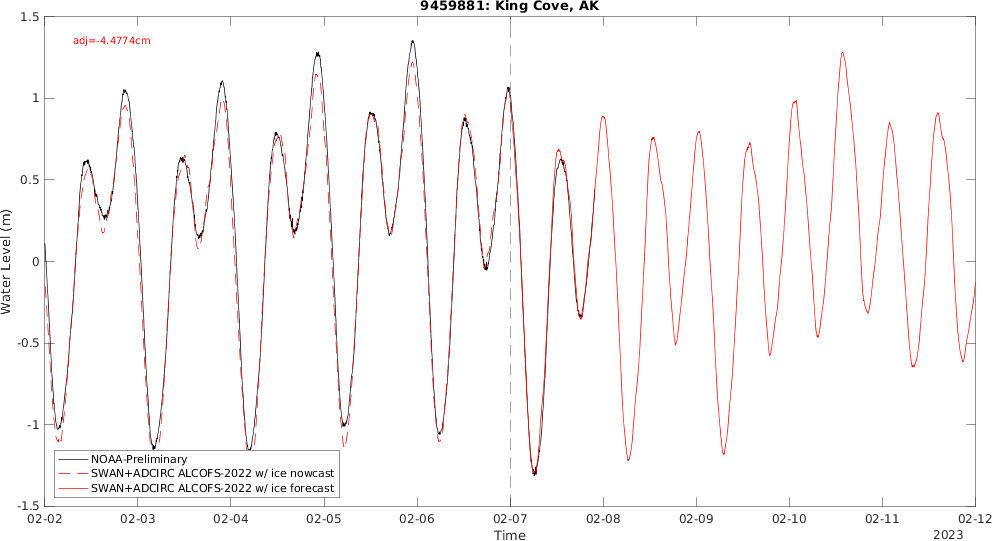 9459881: King Cove, AK
adj=-4.4774cm
Water Level (m)
1.5
1
0.5
0
-0.5
-1
-1.5
NOAA-Preliminary
SWAN+ADCIRC ALCOFS-2022 w/ ice nowcast
SWAN+ADCIRC ALCOFS-2022 w/ ice forecast
02-02 02-03 02-04 02-05 02-06 02-07 02-08 02-09 02-10 02-11 02-12
Time
2023